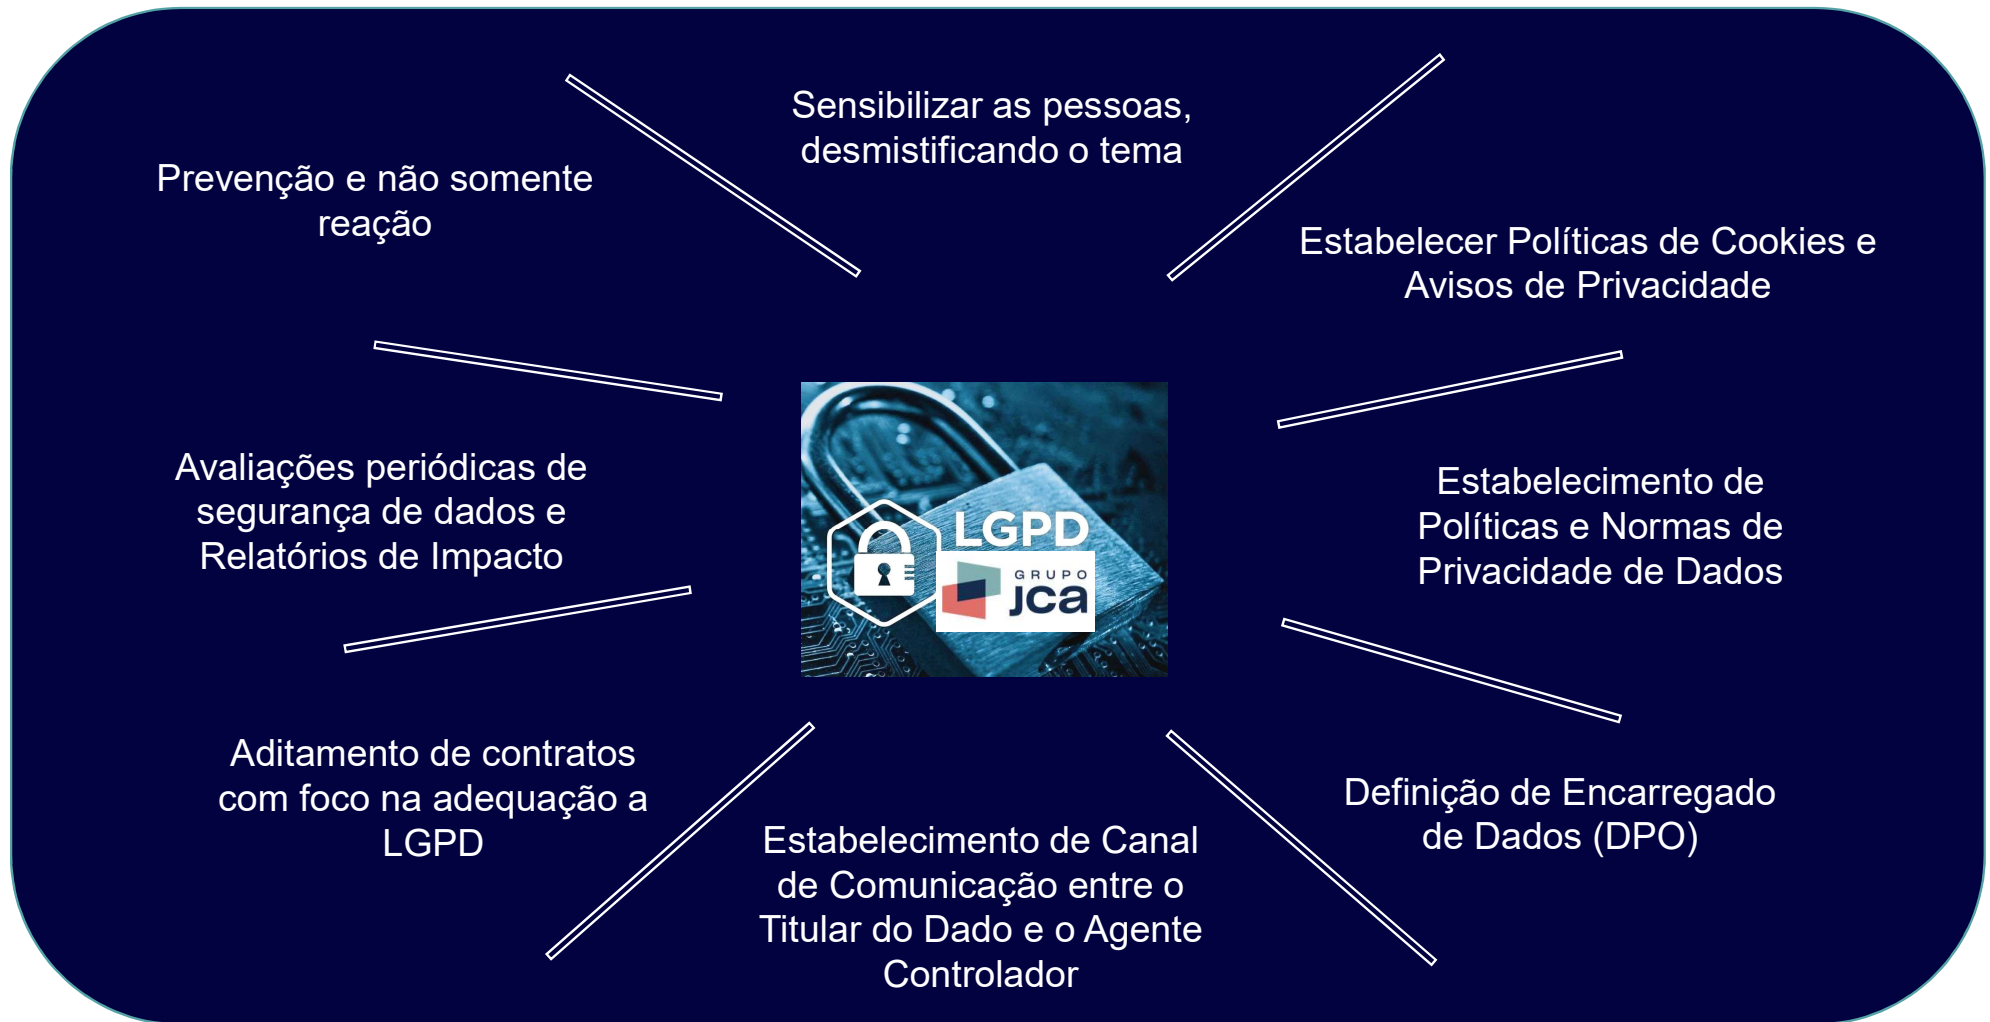 Sensibilizar as pessoas,
desmistificando o tema
Prevenção e não somente
reação
Estabelecer Políticas de Cookies e
Avisos de Privacidade
Avaliações periódicas de
segurança de dados e
Relatórios de Impacto
Estabelecimento de
Políticas e Normas de
Privacidade de Dados
LGPD
GRUPO
jca
Aditamento de contratos
com foco na adequação a
LGPD
Definição de Encarregado
de Dados (DPO)
Estabelecimento de Canal
de Comunicação entre o
Titular do Dado e o Agente
Controlador